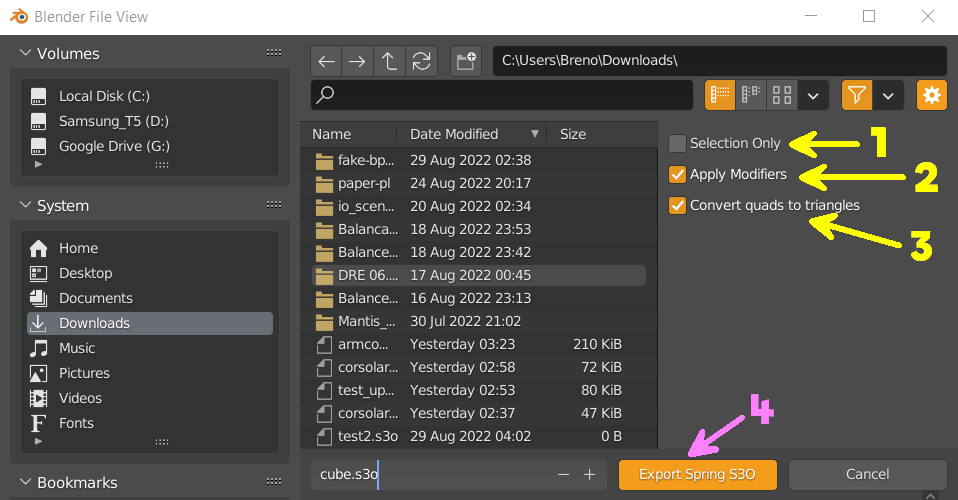 Blender File View
Volumes
Local Disk (C:)
Samsung_T5 (D:)
Google Drive (G:)
System
Home
Desktop
Documents
Downloads
Music
Pictures
Videos
Fonts
Bookmarks
C:\Users\Breno\Downloads\
Name Date Modified Size
fake-bp... 29 Aug 2022 02:38
paper-pl 24 Aug 2022 20:17
io_scen... 20 Aug 2022 02:34
Balanca... 18 Aug 2022 23:53
Balance... 18 Aug 2022 23:42
DRE 06.... 17 Aug 2022 00:45
Balance... 16 Aug 2022 23:13
Mantis_... 30 Jul 2022 21:02
armco... Yesterday 03:23 210 KiB
corsolar... Yesterday 02:58 72 KiB
test_up... Yesterday 02:53 80 KiB
corsolar... Yesterday 02:37 47 KiB
test2.s3o 29 Aug 2022 04:02 0 B
Selection Only 1
Apply Modifiers 2
Convert quads to triangles
3
4
cube.s3o
Export Spring S3O
Cancel